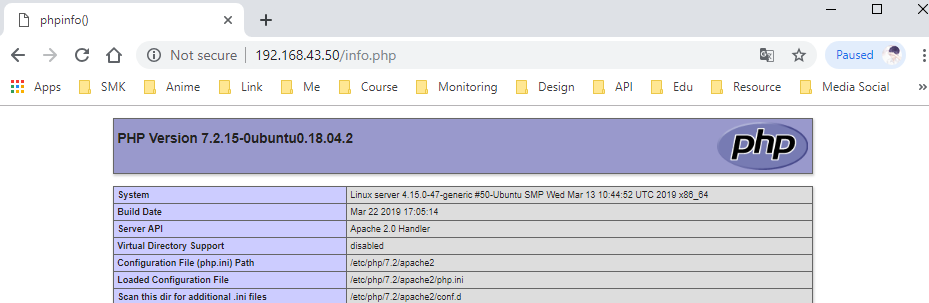 phpinfo()
Not secure 192.168.43.50/info.php Paused
Apps SMK Anime Link Me Course Monitoring Design API Edu Resource Media Social »
PHP Version 7.2.15-0ubuntu0.18.04.2 php
System Linux server 4.15.0-47-generic #50-Ubuntu SMP Wed Mar 13 10:44:52 UTC 2019 x86_64
Build Date Mar 22 2019 17:05:14
Server API Apache 2.0 Handler
Virtual Directory Support disabled
Configuration File (php.ini) Path /etc/php/7.2/apache2
Loaded Configuration File /etc/php/7.2/apache2/php.ini
Scan this dir for additional .ini files /etc/php/7.2/apache2/conf.d